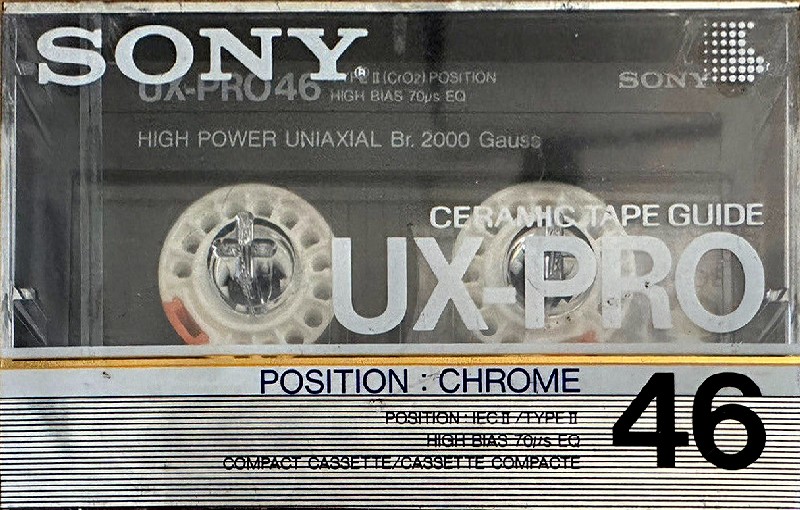 SONY®
UX-PRO46
TYPE II (CrO2) POSITION
HIGH BIAS 70µs EQ
SONY
HIGH POWER UNIAXIAL Br. 2000 Gauss
CERAMIC TAPE GUIDE
UX-PRO
POSITION : CHROME
46
POSITION : IEC II / TYPE II
HIGH BIAS 70µs EQ
COMPACT CASSETTE/CASSETTE COMPACTE